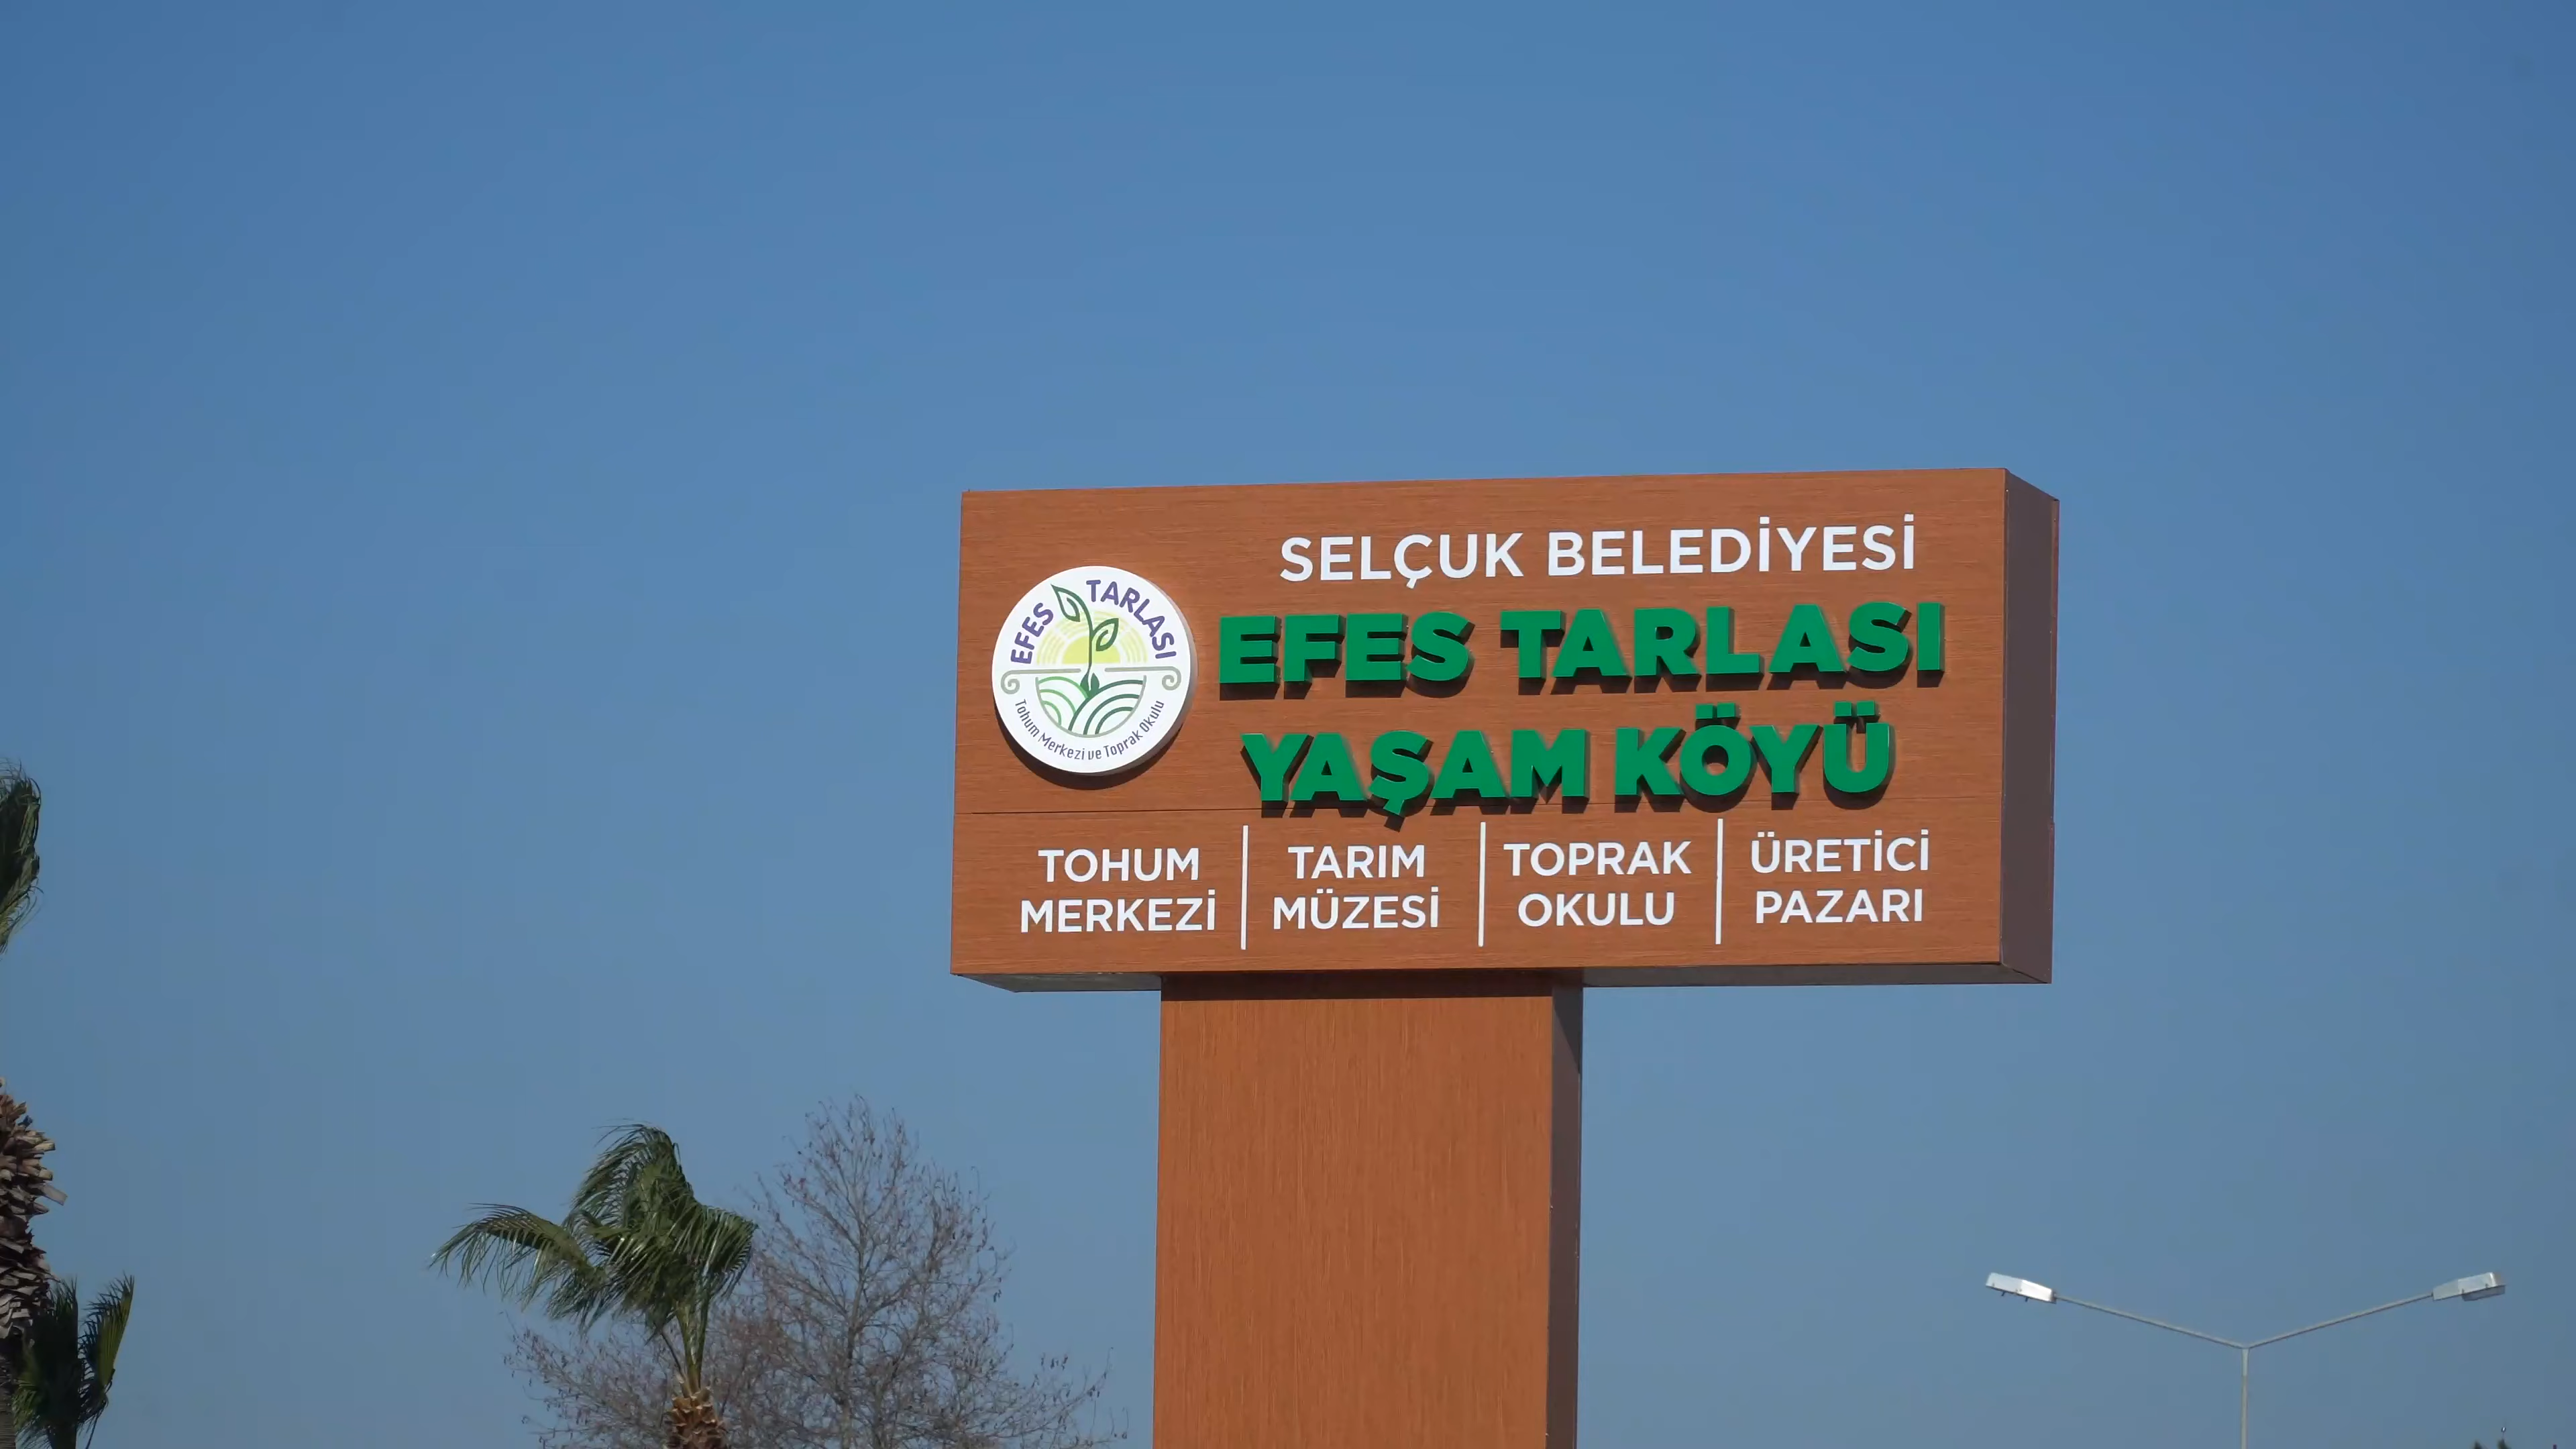 SELÇUK BELEDİYESİ
EFES TARLASI
YAŞAM KÖYÜ
EFES TARLASI
Tohum Merkezi ve Toprak Okulu
TOHUM
MERKEZİ
TARIM
MÜZESİ
TOPRAK
OKULU
ÜRETİCİ
PAZARI